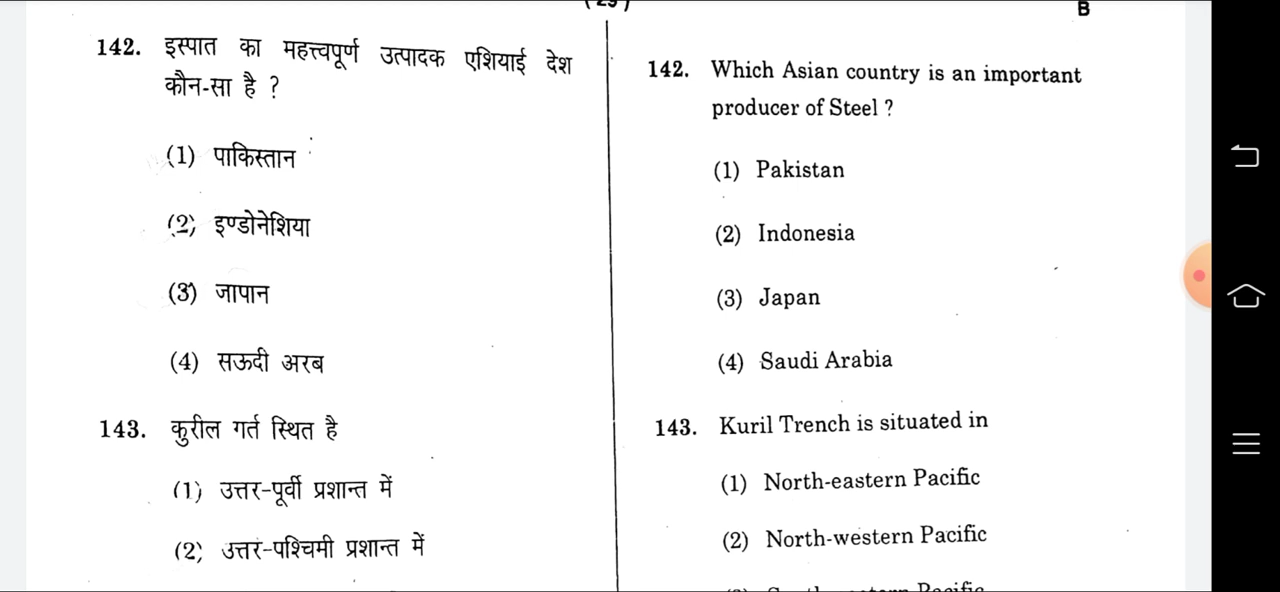 B
142. इस्पात का महत्त्वपूर्ण उत्पादक एशियाई देश
कौन-सा है ?
(1) पाकिस्तान
(2) इण्डोनेशिया
(3) जापान
(4) सऊदी अरब
143. कुरील गर्त स्थित है
(1) उत्तर-पूर्वी प्रशान्त में
(2) उत्तर-पश्चिमी प्रशान्त में
142. Which Asian country is an important
producer of Steel ?
(1) Pakistan
(2) Indonesia
(3) Japan
(4) Saudi Arabia
143. Kuril Trench is situated in
(1) North-eastern Pacific
(2) North-western Pacific